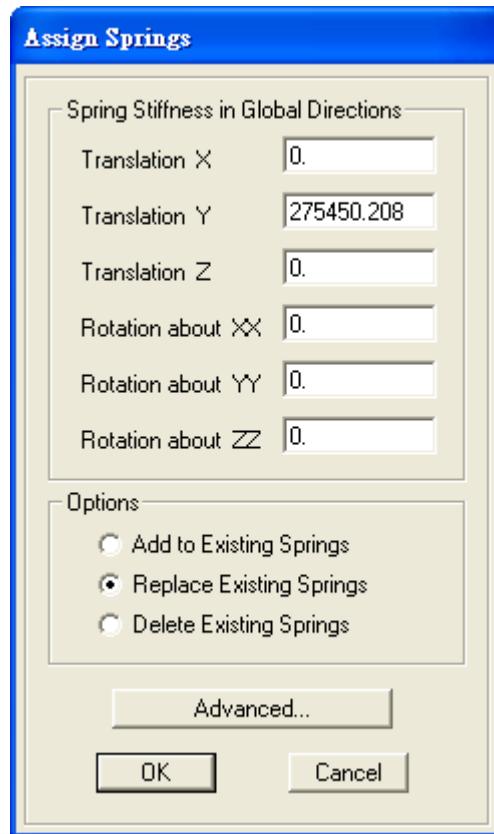 Assign Springs
Spring Stiffness in Global Directions
Translation X 0.
Translation Y 275450.208
Translation Z 0.
Rotation about XX 0.
Rotation about YY 0.
Rotation about ZZ 0.
Options
Add to Existing Springs
Replace Existing Springs
Delete Existing Springs
Advanced...
OK Cancel